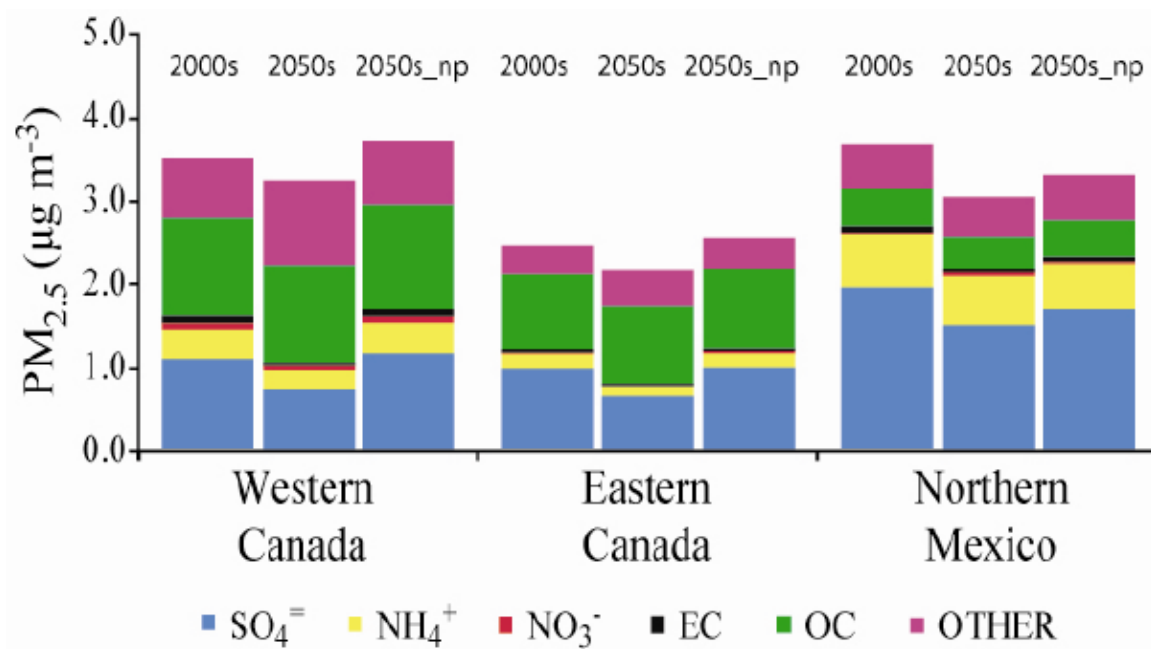 5.0
2000s 2050s 2050s_np 2000s 2050s 2050s_np 2000s 2050s 2050s_np
4.0
3.0
2.0
1.0
0.0
PM2.5 (μg m⁻³)
Western Canada
Eastern Canada
Northern Mexico
SO₄⁼ NH₄⁺ NO₃⁻ EC OC OTHER